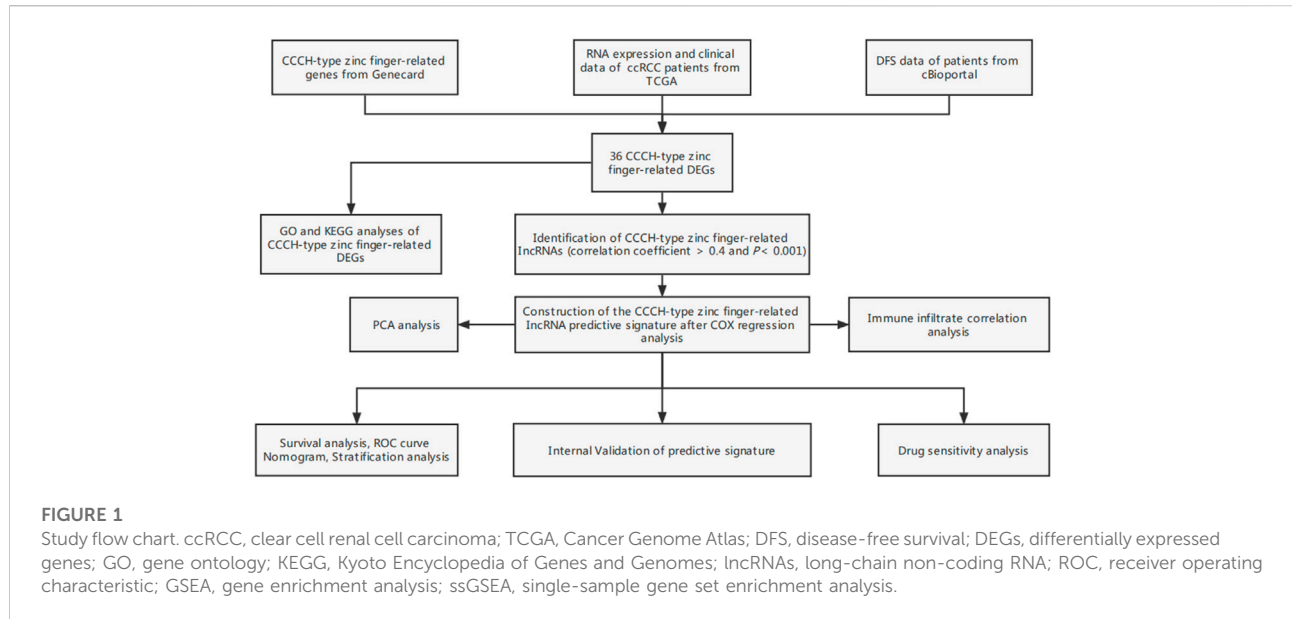 CCCH-type zinc finger-related
genes from Genecard
RNA expression and clinical
data of ccRCC patients from
TCGA
DFS data of patients from
cBioportal
36 CCCH-type zinc
finger-related DEGs
GO and KEGG analyses of
CCCH-type zinc finger-related
DEGs
Identification of CCCH-type zinc finger-related
lncRNAs (correlation coefficient > 0.4 and P < 0.001)
PCA analysis
Construction of the CCCH-type zinc finger-related
lncRNA predictive signature after COX regression
analysis
Immune infiltrate correlation
analysis
Survival analysis, ROC curve
Nomogram, Stratification analysis
Internal Validation of predictive signature
Drug sensitivity analysis
FIGURE 1
Study flow chart. ccRCC, clear cell renal cell carcinoma; TCGA, Cancer Genome Atlas; DFS, disease-free survival; DEGs, differentially expressed
genes; GO, gene ontology; KEGG, Kyoto Encyclopedia of Genes and Genomes; lncRNAs, long-chain non-coding RNA; ROC, receiver operating
characteristic; GSEA, gene enrichment analysis; ssGSEA, single-sample gene set enrichment analysis.